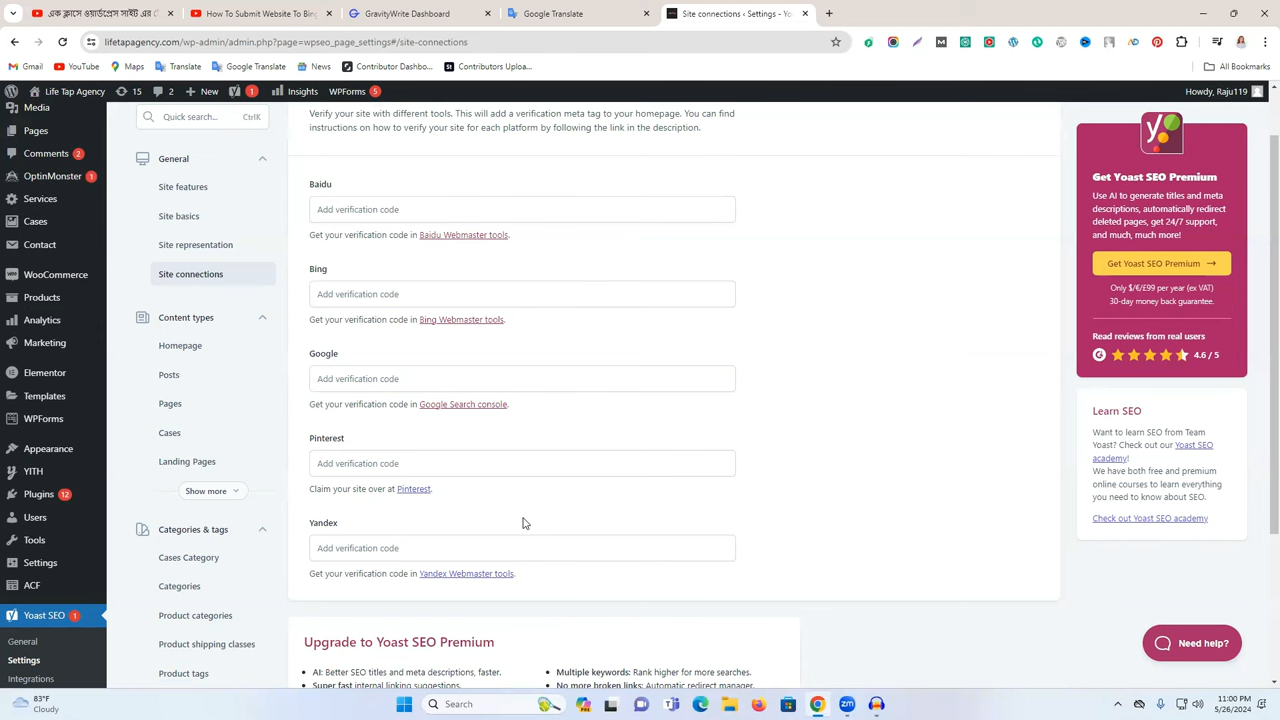 এক ক্লাসে ওয়ার্ডপ্রেস সাইট এর
How To Submit Website To Bing
GravityWrite Dashboard
Google Translate
Site connections ‹ Settings - Yo
lifetapagency.com/wp-admin/admin.php?page=wpseo_page_settings#/site-connections
Gmail YouTube Maps Translate Google Translate News Contributor Dashbo... Contributors Uploa... All Bookmarks
Life Tap Agency 15 2 New 1 Insights WPForms 5 Howdy, Raju119
Media
Pages
Comments 2
OptinMonster 1
Services
Cases
Contact
WooCommerce
Products
Analytics
Marketing
Elementor
Templates
WPForms
Appearance
YITH
Plugins 12
Users
Tools
Settings
ACF
Yoast SEO 1
General
Settings
Integrations
Quick search... CtrlK
General
Site features
Site basics
Site representation
Site connections
Content types
Homepage
Posts
Pages
Cases
Landing Pages
Show more
Categories & tags
Cases Category
Categories
Product categories
Product shipping classes
Product tags
Verify your site with different tools. This will add a verification meta tag to your homepage. You can
instructions on how to verify your site for each platform by following the link in the description.
Baidu
Add verification code
Get your verification code in Baidu Webmaster tools.
Bing
Add verification code
Get your verification code in Bing Webmaster tools.
Google
Add verification code
Get your verification code in Google Search console.
Pinterest
Add verification code
Claim your site over at Pinterest.
Yandex
Add verification code
Get your verification code in Yandex Webmaster tools.
Upgrade to Yoast SEO Premium
AI: Better SEO titles and meta descriptions, faster.
Multiple keywords: Rank higher for more searches.
Super fast internal linking suggestions.
No more broken links: Automatic redirect manager.
Get Yoast SEO Premium
Use AI to generate titles and meta
descriptions, automatically redirect
deleted pages, get 24/7 support,
and much, much more!
Get Yoast SEO Premium →
Only $/€/£99 per year (ex VAT)
30-day money back guarantee.
Read reviews from real users
4.6 / 5
Learn SEO
Want to learn SEO from Team
Yoast? Check out our Yoast SEO
academy!
We have both free and premium
online courses to learn everything
you need to know about SEO.
Check out Yoast SEO academy
Need help?
83°F
Cloudy
Search
11:00 PM
5/26/2024